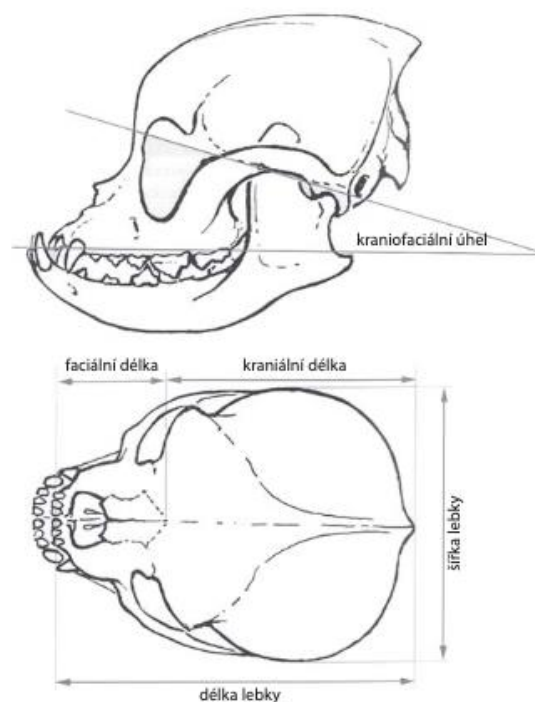 kraniofaciální úhel
faciální délka
kraniální délka
šířka lebky
délka lebky